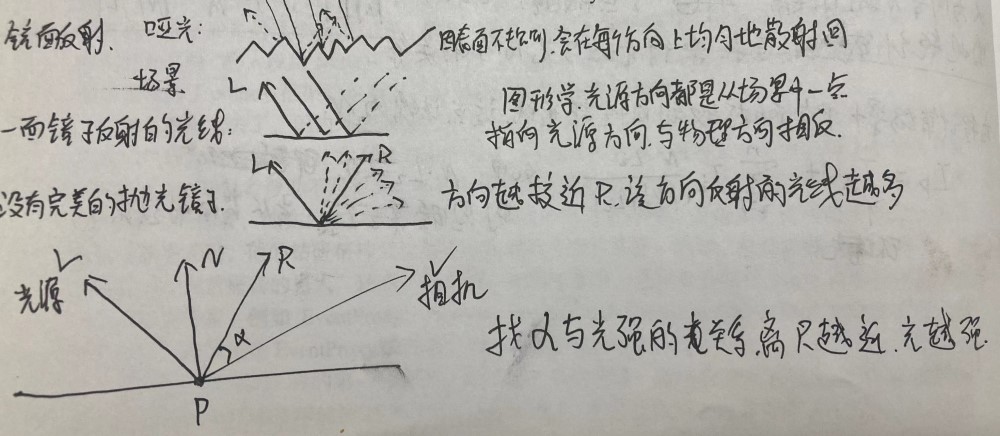 镜面反射. 哑光: 因表面不规则,会在每个方向上均匀地散射回
场景
L
图形学光源方向都是从场景中一点
指向光源方向,与物理方向相反.
一面镜子反射的光线:
L R
方向越接近R,该方向反射的光线越多
没有完美的抛光镜子.
光源 L N R V 相机
α
找α与光强的关系,离R越近,光越强
P